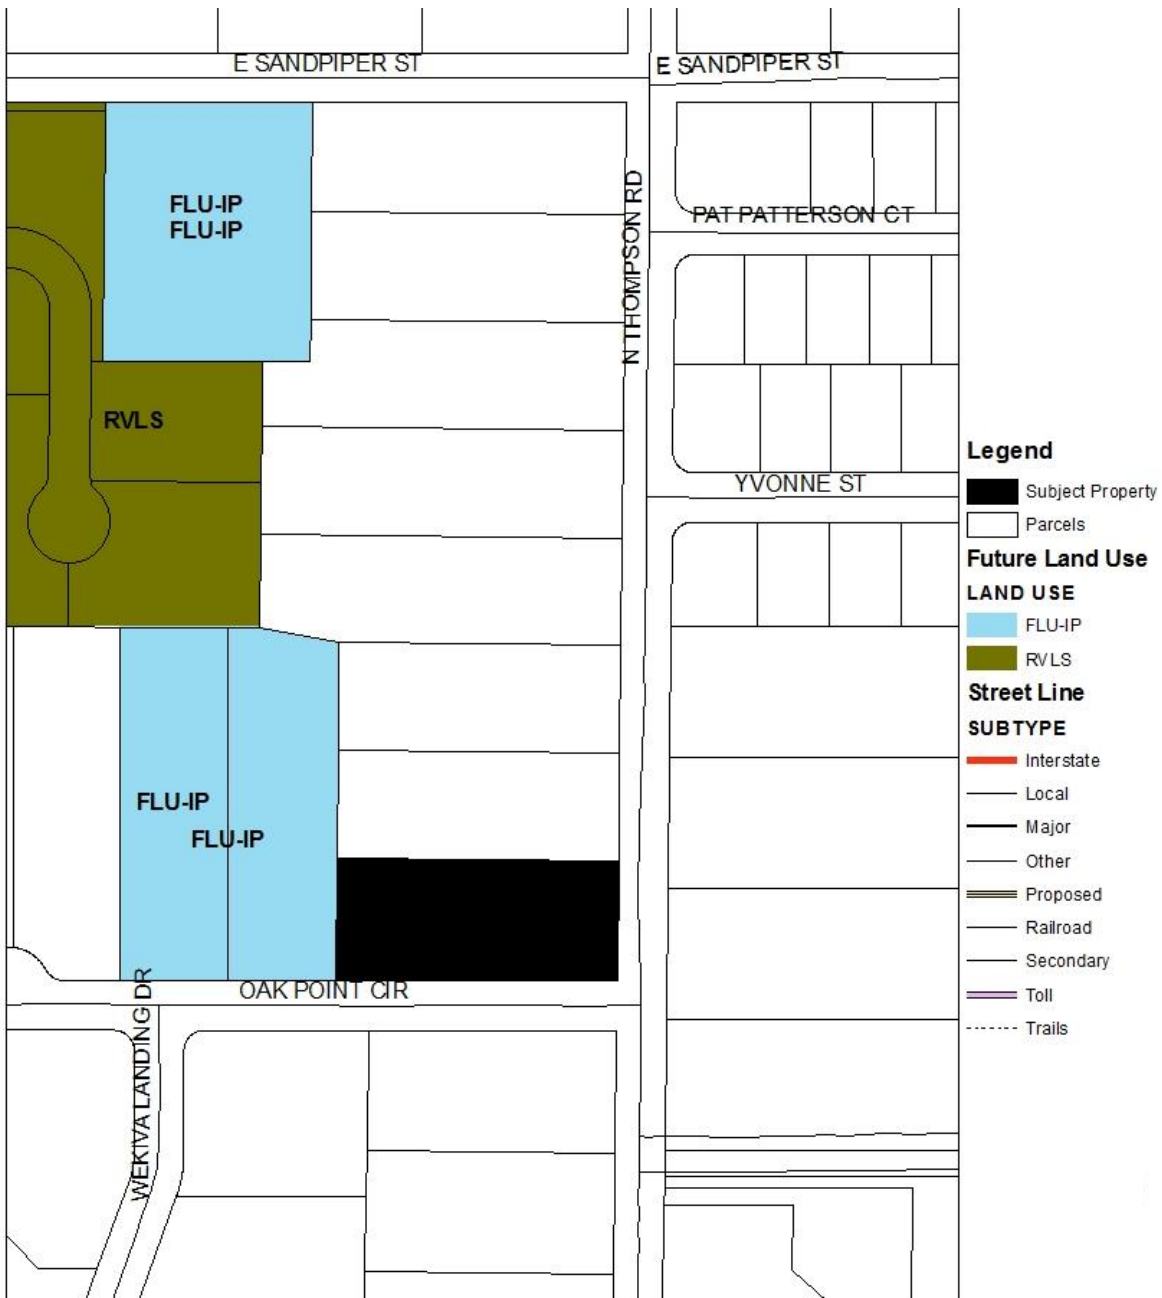 E SANDPIPER ST
E SANDPIPER ST
FLU-IP
FLU-IP
N THOMPSON RD
PAT PATTERSON CT
RVLS
YVONNE ST
FLU-IP
FLU-IP
OAK POINT CIR
WEKIVA LANDING DR
Legend
Subject Property
Parcels
Future Land Use
LAND USE
FLU-IP
RVLS
Street Line
SUBTYPE
Interstate
Local
Major
Other
Proposed
Railroad
Secondary
Toll
Trails